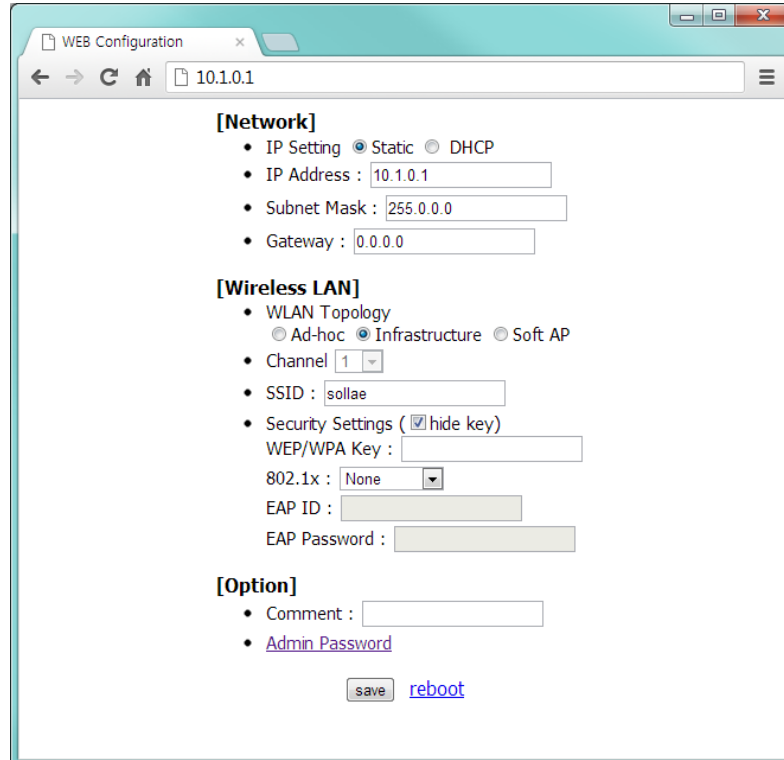 WEB Configuration
10.1.0.1
[Network]
IP Setting Static DHCP
IP Address : 10.1.0.1
Subnet Mask : 255.0.0.0
Gateway : 0.0.0.0
[Wireless LAN]
WLAN Topology
Ad-hoc Infrastructure Soft AP
Channel 1
SSID : sollae
Security Settings ( hide key)
WEP/WPA Key :
802.1x : None
EAP ID :
EAP Password :
[Option]
Comment :
Admin Password
save reboot